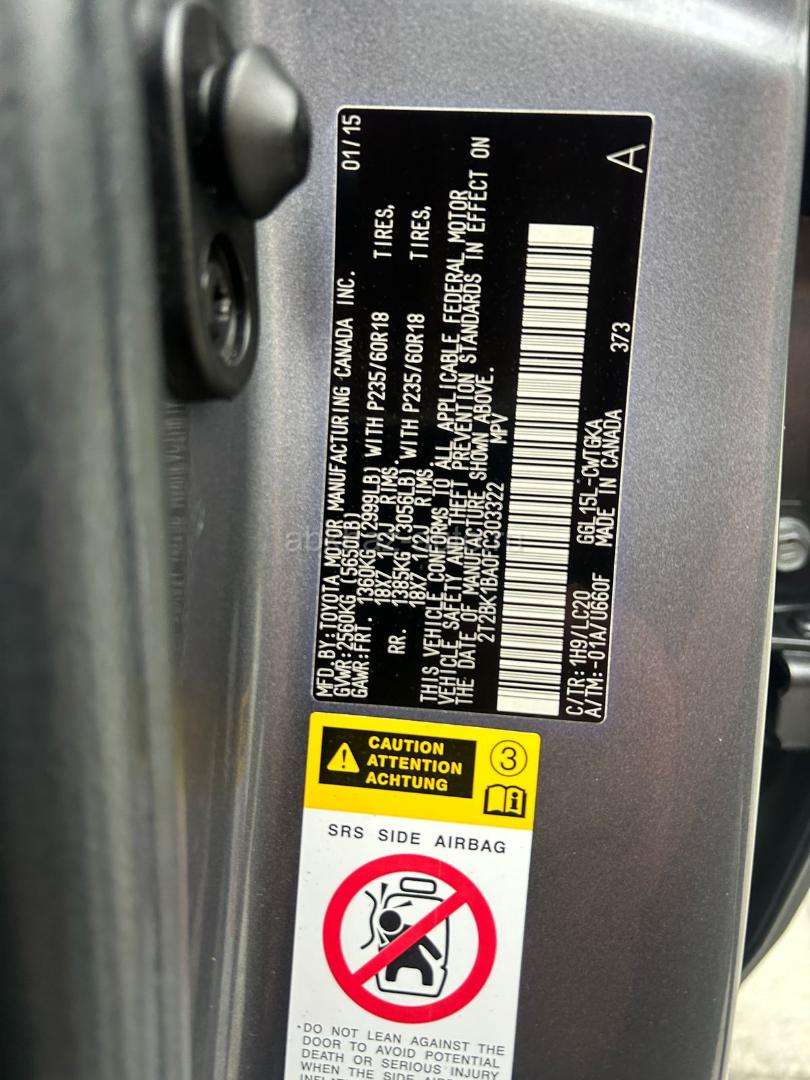 MFD.BY:TOYOTA MOTOR MANUFACTURING CANADA INC. 01/15
GVWR:2560KG (5650LB)
GAWR:FRT. 1360KG (2999LB) WITH P235/60R18 TIRES,
18X7 1/2J RIMS.
RR. 1385KG (3056LB) WITH P235/60R18 TIRES,
18X7 1/2J RIMS.
THIS VEHICLE CONFORMS TO ALL APPLICABLE FEDERAL MOTOR
VEHICLE SAFETY AND THEFT PREVENTION STANDARDS IN EFFECT ON
THE DATE OF MANUFACTURE SHOWN ABOVE.
2T2BK1BA0FC303322 MPV
C/TR:1H9/LC20 GGL15L-CWTGKA 373 A
A/TM:-01A/U660F MADE IN CANADA
CAUTION
ATTENTION
ACHTUNG
3
SRS SIDE AIRBAG
•DO NOT LEAN AGAINST THE
DOOR TO AVOID POTENTIAL
DEATH OR SERIOUS INJURY
WHEN THE SIDE